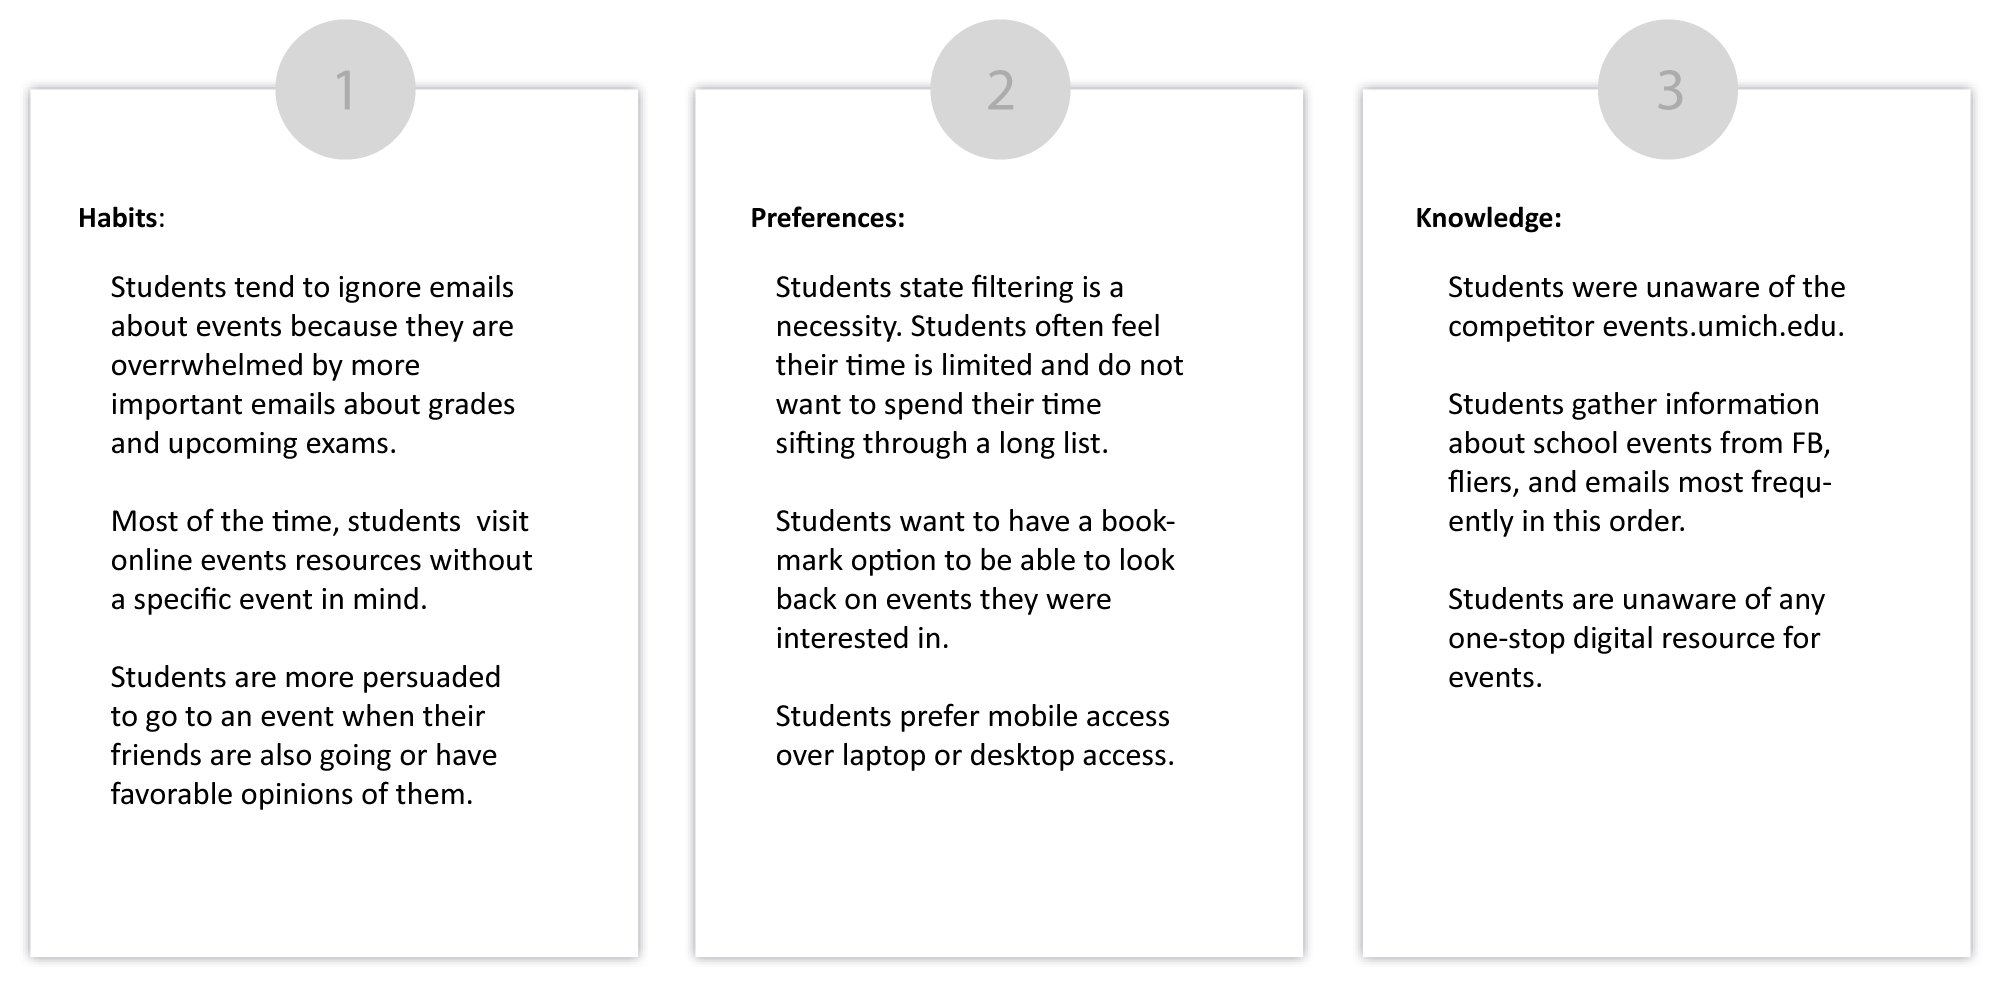 1
Habits:
Students tend to ignore emails
about events because they are
overrwhelmed by more
important emails about grades
and upcoming exams.
Most of the time, students  visit
online events resources without
a specific event in mind.
Students are more persuaded
to go to an event when their
friends are also going or have
favorable opinions of them.
2
Preferences:
Students state filtering is a
necessity. Students often feel
their time is limited and do not
want to spend their time
sifting through a long list.
Students want to have a book-
mark option to be able to look
back on events they were
interested in.
Students prefer mobile access
over laptop or desktop access.
3
Knowledge:
Students were unaware of the
competitor events.umich.edu.
Students gather information
about school events from FB,
fliers, and emails most frequ-
ently in this order.
Students are unaware of any
one-stop digital resource for
events.